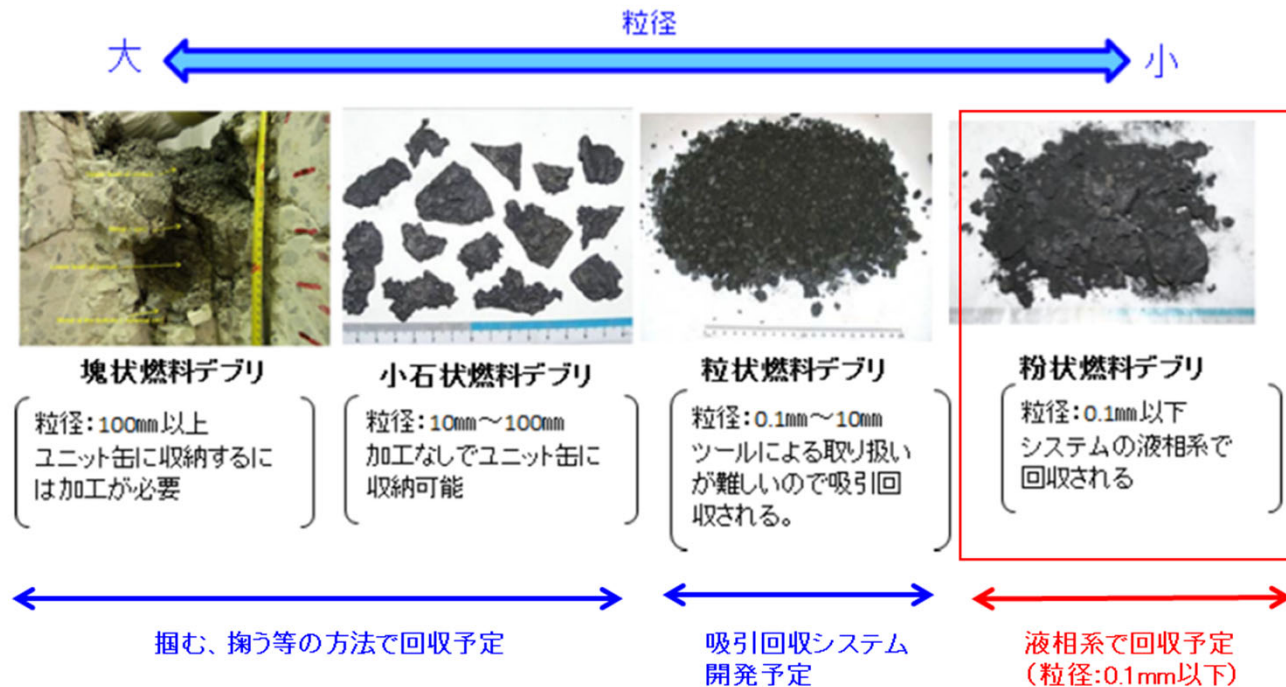 粒径
大
小
塊状燃料デブリ
粒径：100mm以上
ユニット缶に収納するに
は加工が必要
小石状燃料デブリ
粒径：10mm～100mm
加工なしでユニット缶に
収納可能
粒状燃料デブリ
粒径：0.1mm～10mm
ツールによる取り扱い
が難しいので吸引回
収される。
粉状燃料デブリ
粒径：0.1mm以下
システムの液相系で
回収される
掴む、掬う等の方法で回収予定
吸引回収システム
開発予定
液相系で回収予定
（粒径：0.1mm以下）